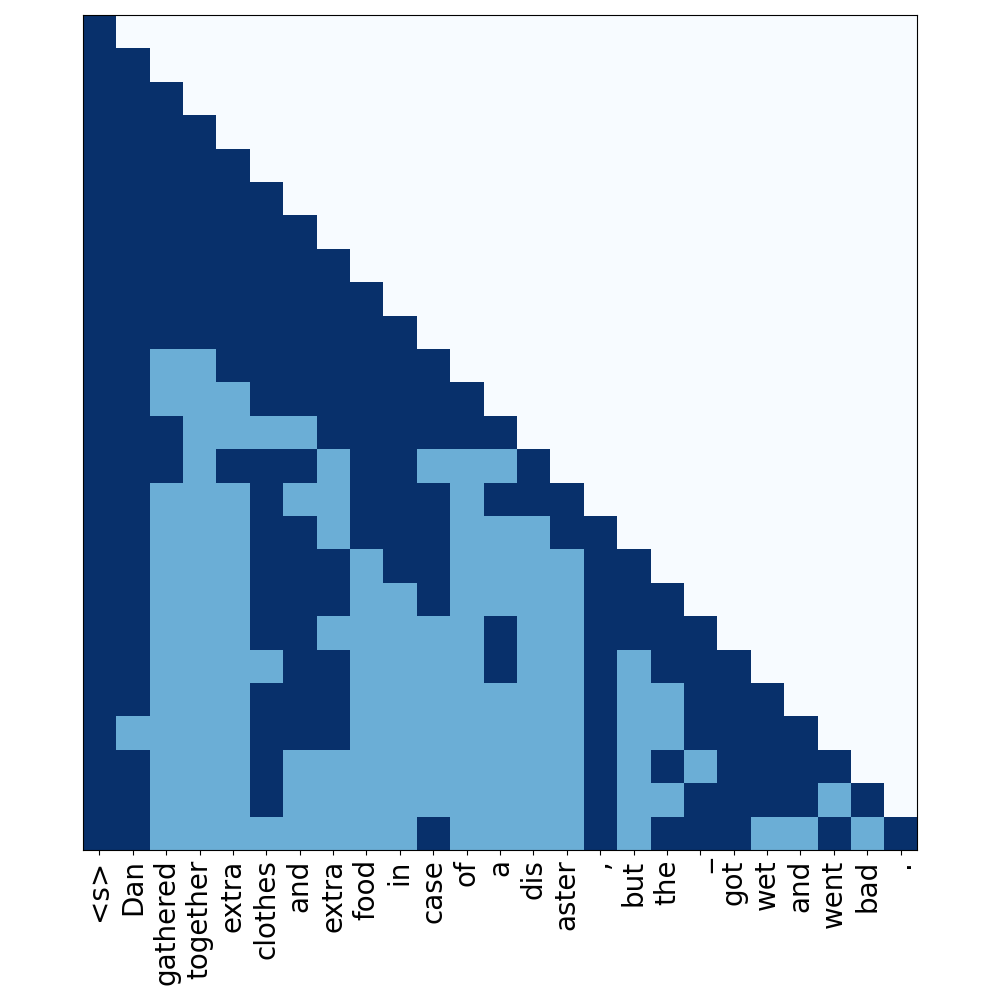 <s> Dan gathered together extra clothes and extra food in case of a dis aster , but the _ got wet and went bad .